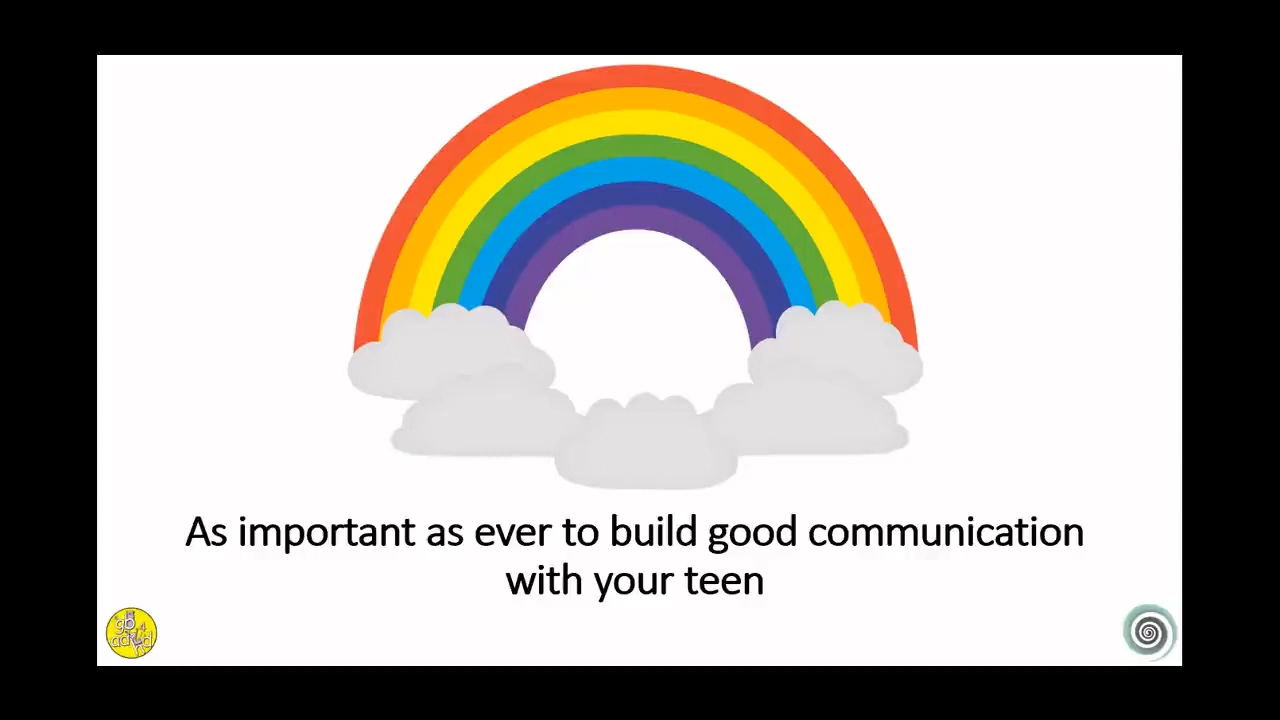 As important as ever to build good communication
with your teen